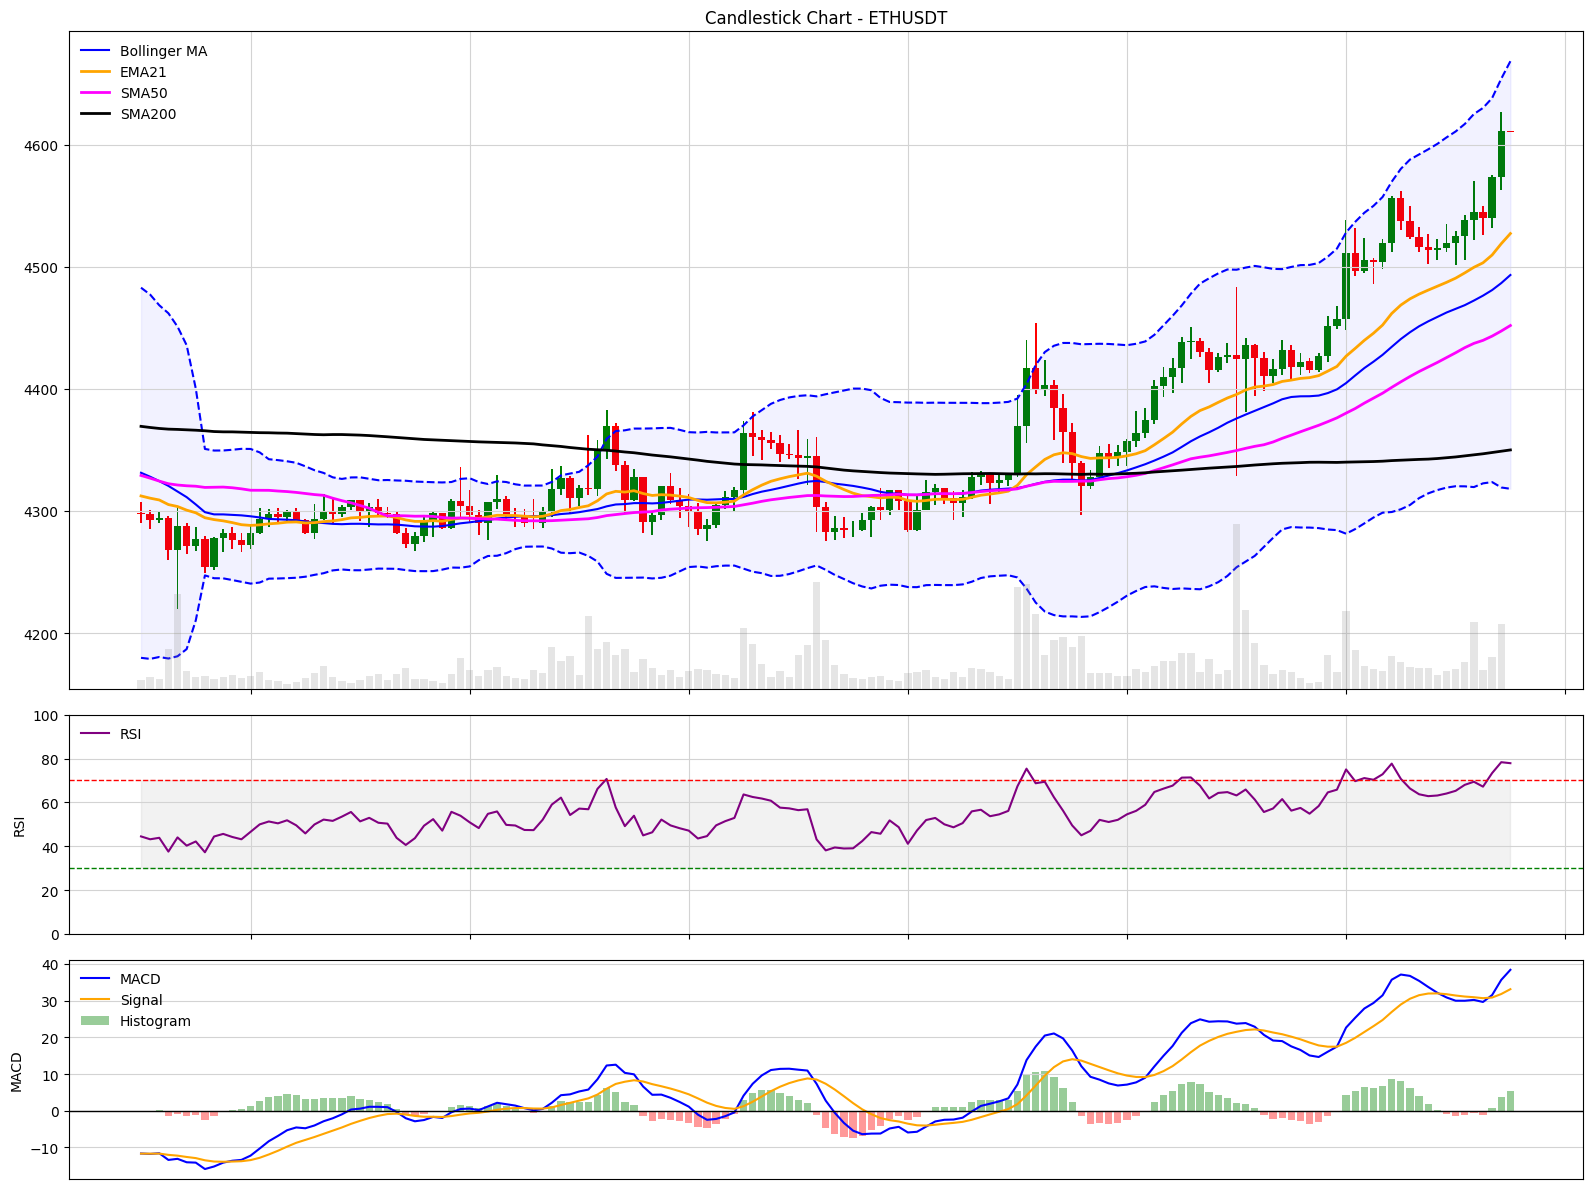 Candlestick Chart - ETHUSDT
Bollinger MA
EMA21
SMA50
SMA200
4600
4500
4400
4300
4200
RSI
100
80
60
40
20
0
RSI
MACD
Signal
Histogram
40
30
20
10
0
−10
MACD